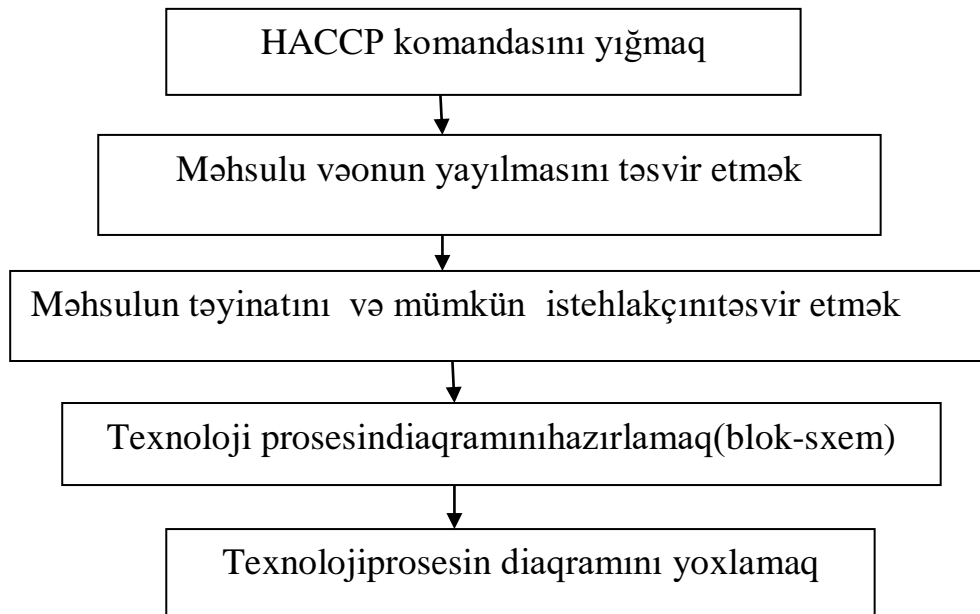 HACCP komandasını yığmaq
Məhsulu vəonun yayılmasını təsvir etmək
Məhsulun təyinatını və mümkün istehlakçınıtəsvir etmək
Texnoloji prosesindiaqramınıhazırlamaq(blok-sxem)
Texnolojiprosesin diaqramını yoxlamaq